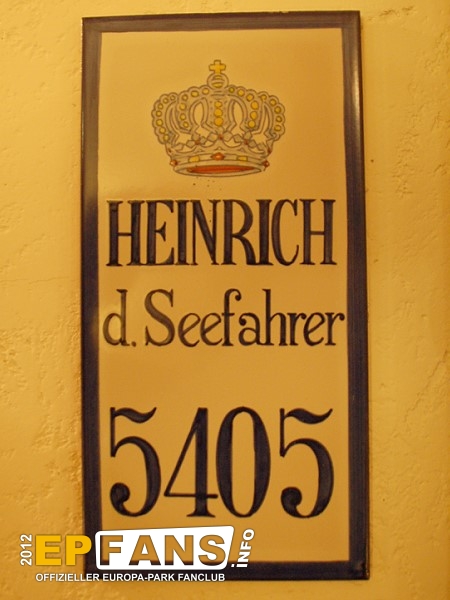 HEINRICH
d. Seefahrer
5405
2012 EPFANS.INFO
OFFIZIELLER EUROPA-PARK FANCLUB